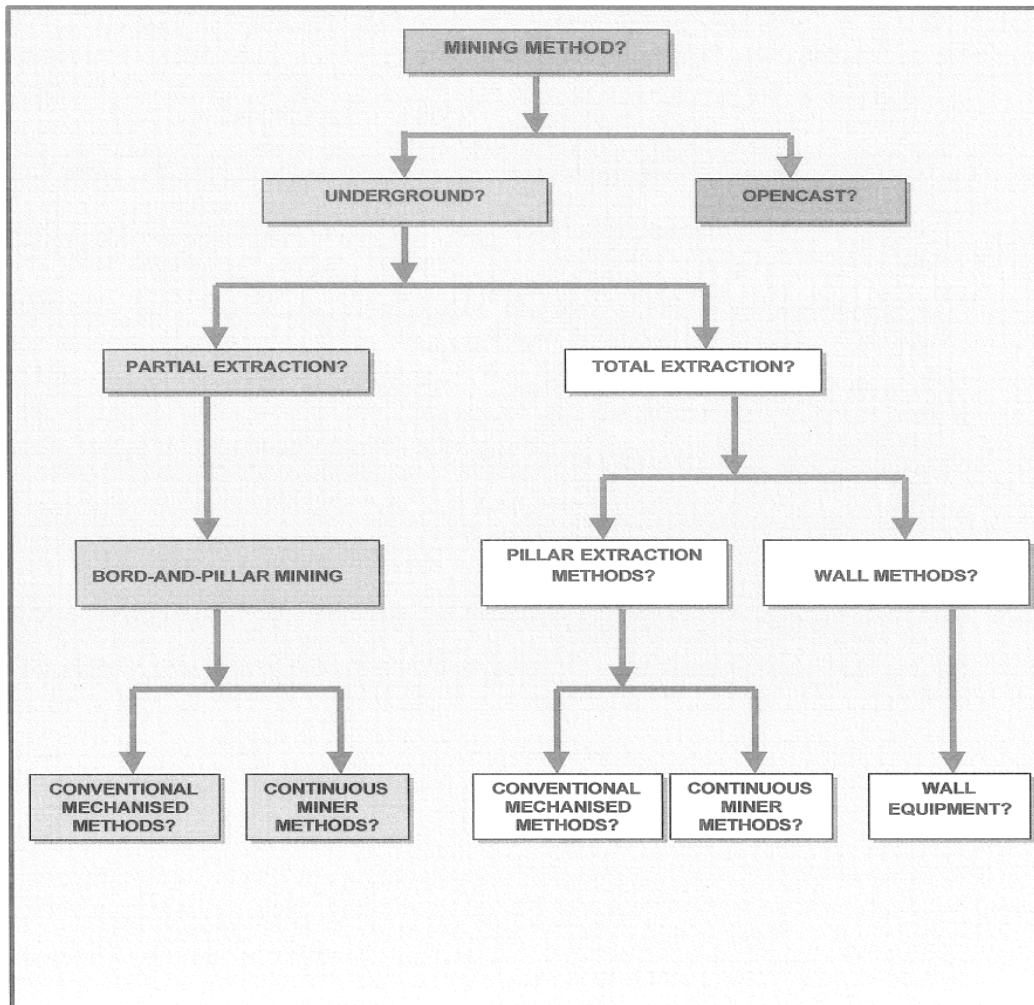 MINING METHOD?
UNDERGROUND?
OPENCAST?
PARTIAL EXTRACTION?
TOTAL EXTRACTION?
BORD-AND-PILLAR MINING
PILLAR EXTRACTION
METHODS?
WALL METHODS?
CONVENTIONAL
MECHANISED
METHODS?
CONTINUOUS
MINER
METHODS?
CONVENTIONAL
MECHANISED
METHODS?
CONTINUOUS
MINER
METHODS?
WALL
EQUIPMENT?